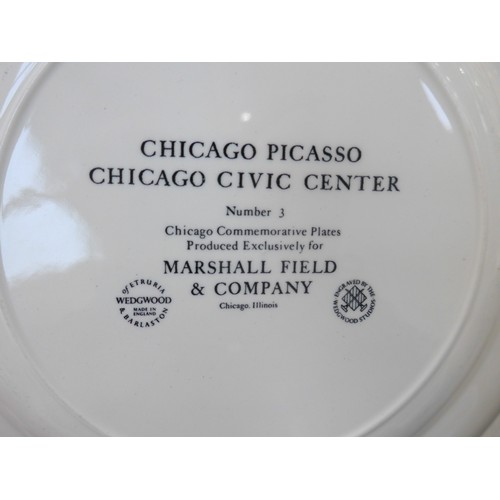 CHICAGO PICASSO
CHICAGO CIVIC CENTER
Number 3
Chicago Commemorative Plates
Produced Exclusively for
MARSHALL FIELD
& COMPANY
Chicago, Illinois
of ETRURIA
WEDGWOOD
MADE IN
ENGLAND
& BARLASTON
ENGRAVED BY THE
WEDGWOOD STUDIOS